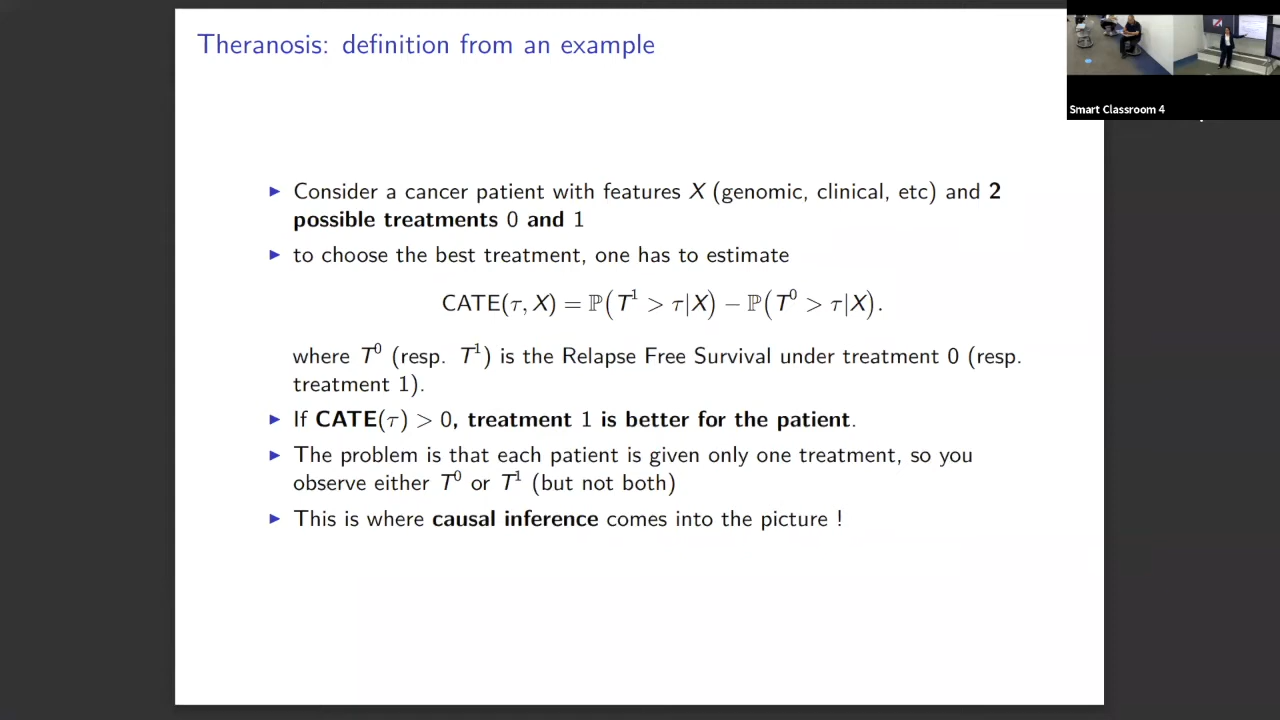 Theranosis: definition from an example
Smart Classroom 4
▶ Consider a cancer patient with features X (genomic, clinical, etc) and 2
possible treatments 0 and 1
▶ to choose the best treatment, one has to estimate
CATE(τ, X) = ℙ(T¹ > τ|X) − ℙ(T⁰ > τ|X).
where T⁰ (resp. T¹) is the Relapse Free Survival under treatment 0 (resp.
treatment 1).
▶ If CATE(τ) > 0, treatment 1 is better for the patient.
▶ The problem is that each patient is given only one treatment, so you
observe either T⁰ or T¹ (but not both)
▶ This is where causal inference comes into the picture !